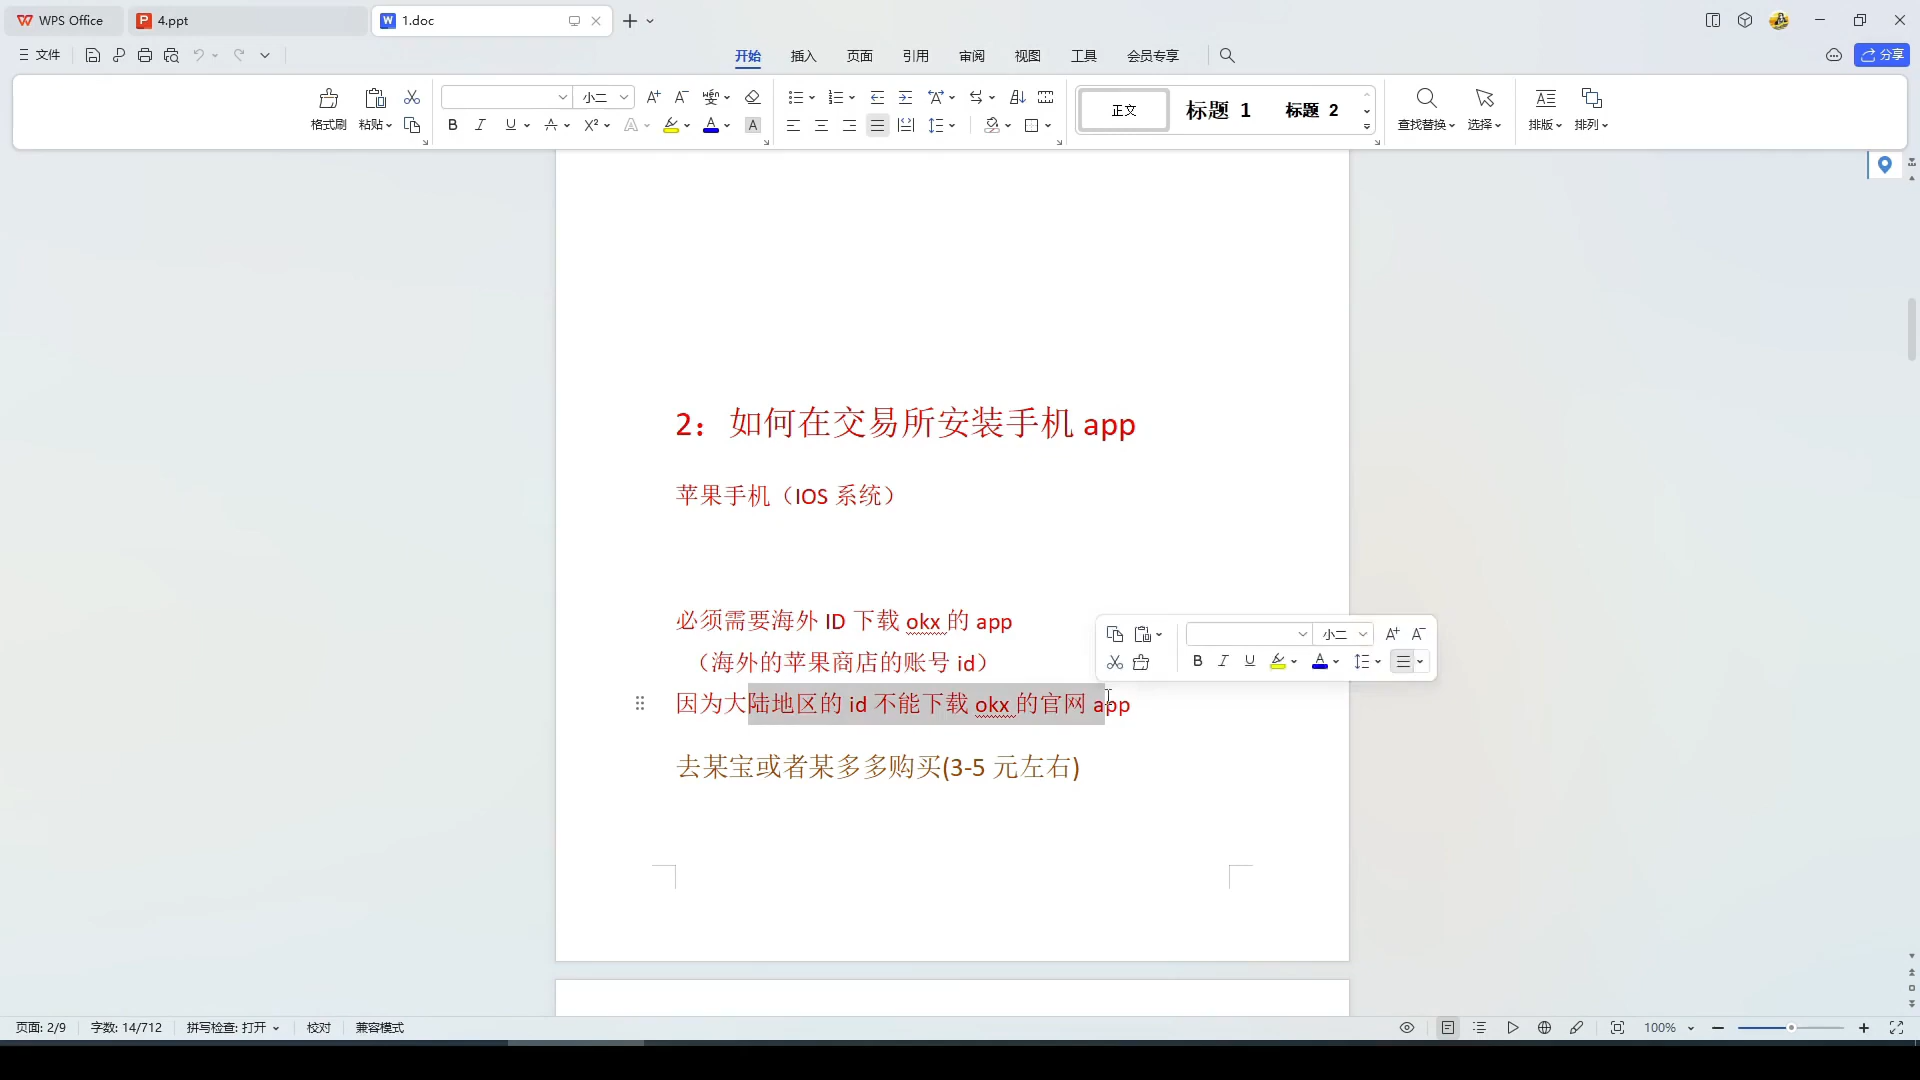 WPS Office
4.ppt
1.doc
文件
开始
插入
页面
引用
审阅
视图
工具
会员专享
分享
格式刷
粘贴
小二
正文
标题 1
标题 2
查找替换
选择
排版
排列
2：如何在交易所安装手机 app
苹果手机（IOS 系统）
必须需要海外 ID 下载 okx 的 app
（海外的苹果商店的账号 id）
小二
因为大陆地区的 id 不能下载 okx 的官网 app
去某宝或者某多多购买(3-5 元左右)
页面: 2/9
字数: 14/712
拼写检查: 打开
校对
兼容模式
100%